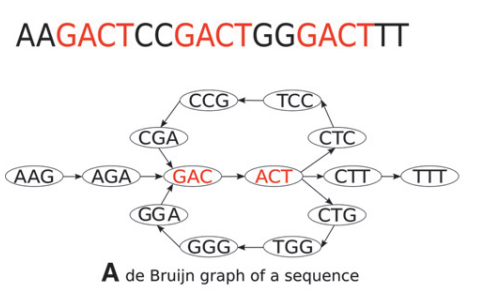 AAGACTCCGACTGGGACTTT
CCG TCC
CGA CTC
AAG AGA GAC ACT CTT TTT
GGA CTG
GGG TGG
A de Bruijn graph of a sequence